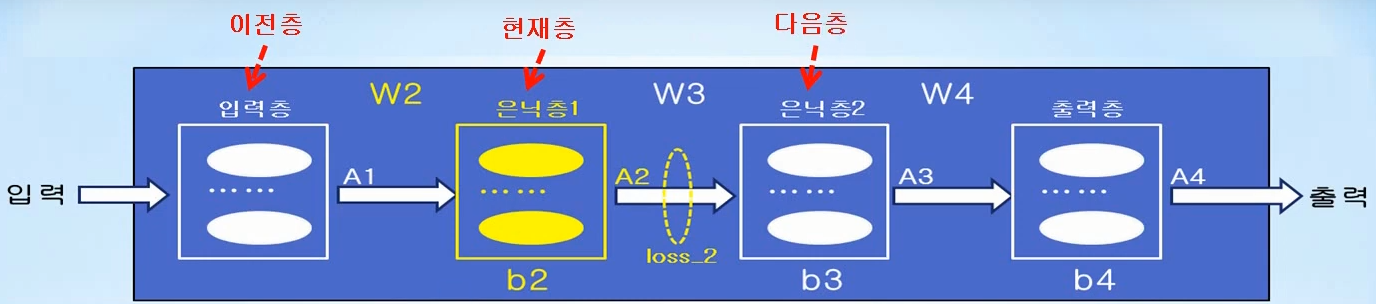 이전층 현재층 다음층
W2 W3 W4
입력층 은닉층1 은닉층2 출력층
A1 A2 A3 A4
입력 …… …… …… …… 출력
loss_2
b2 b3 b4